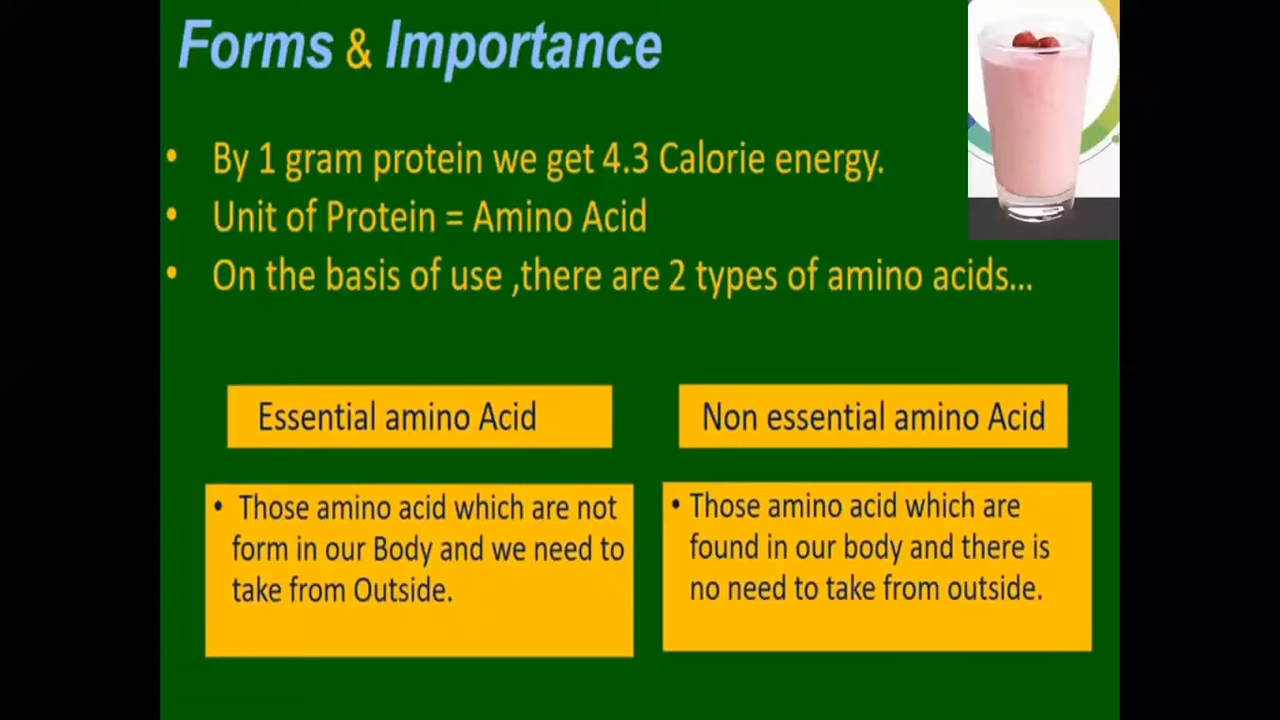 Forms & Importance
• By 1 gram protein we get 4.3 Calorie energy.
• Unit of Protein = Amino Acid
• On the basis of use ,there are 2 types of amino acids...
Essential amino Acid
• Those amino acid which are not
form in our Body and we need to
take from Outside.
Non essential amino Acid
• Those amino acid which are
found in our body and there is
no need to take from outside.